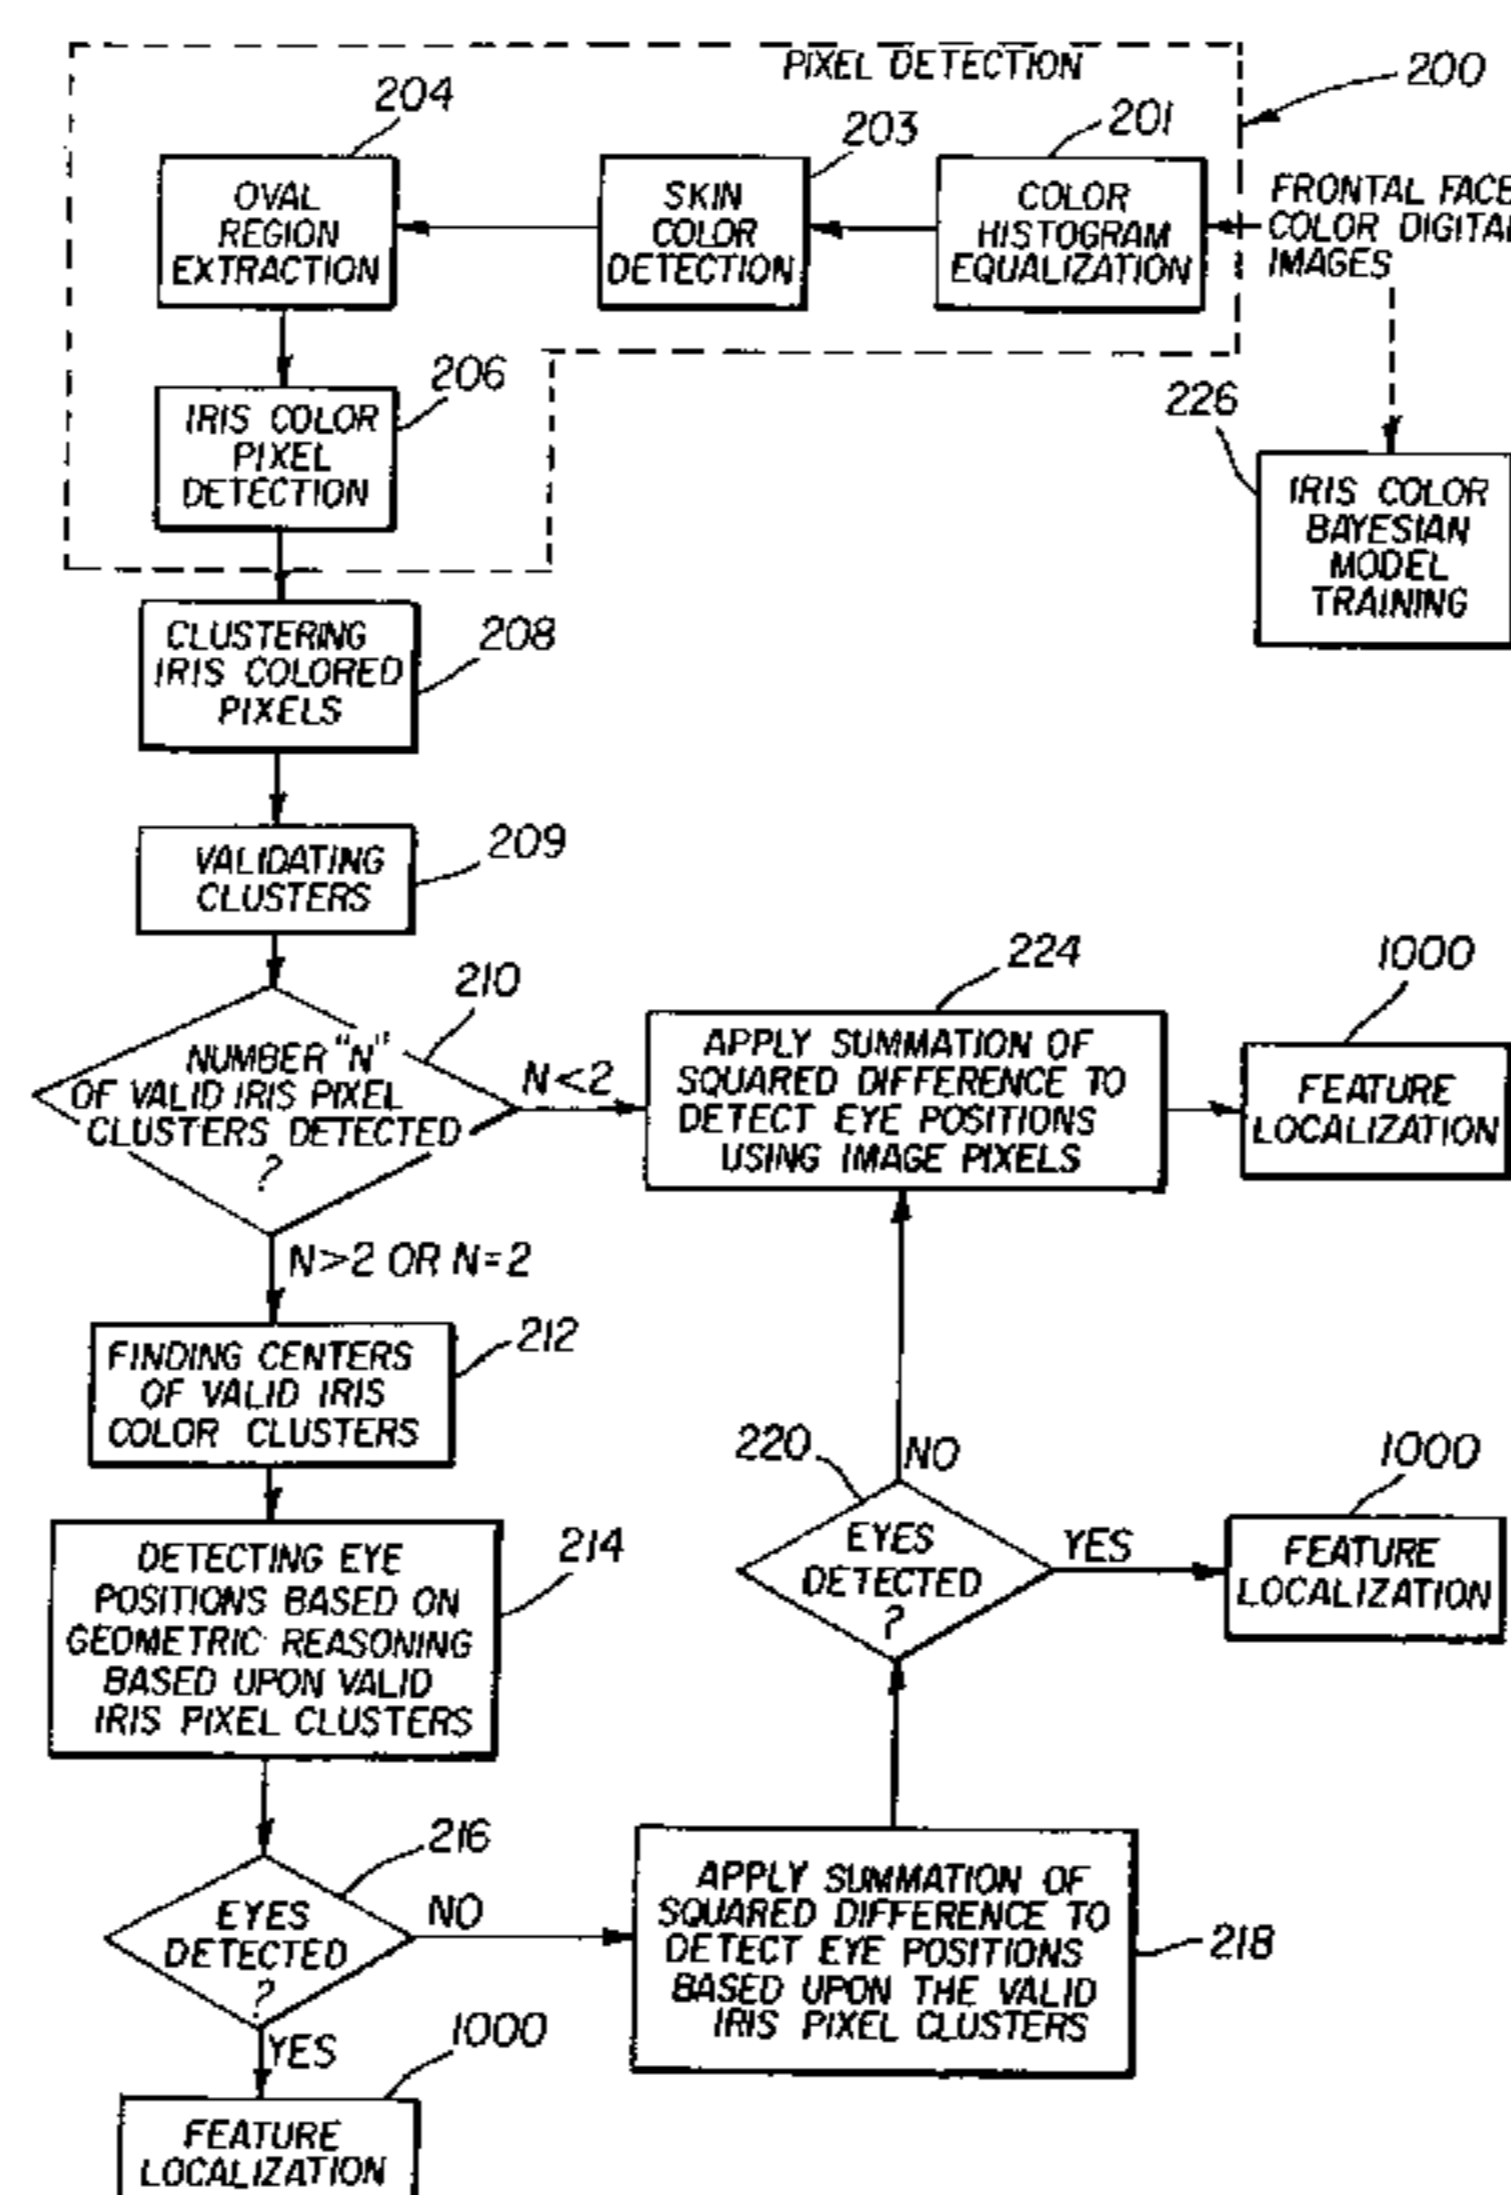 PIXEL DETECTION
200
204
203
201
OVAL
REGION
EXTRACTION
SKIN
COLOR
DETECTION
COLOR
HISTOGRAM
EQUALIZATION
FRONTAL FACE
COLOR DIGITAL
IMAGES
206
IRIS COLOR
PIXEL
DETECTION
226
IRIS COLOR
BAYESIAN
MODEL
TRAINING
208
CLUSTERING
IRIS COLORED
PIXELS
209
VALIDATING
CLUSTERS
210
NUMBER "N"
OF VALID IRIS PIXEL
CLUSTERS DETECTED
?
N<2
224
APPLY SUMMATION OF
SQUARED DIFFERENCE TO
DETECT EYE POSITIONS
USING IMAGE PIXELS
1000
FEATURE
LOCALIZATION
N>2 OR N=2
212
FINDING CENTERS
OF VALID IRIS
COLOR CLUSTERS
214
DETECTING EYE
POSITIONS BASED ON
GEOMETRIC REASONING
BASED UPON VALID
IRIS PIXEL CLUSTERS
220
NO
EYES
DETECTED
?
YES
1000
FEATURE
LOCALIZATION
216
EYES
DETECTED
?
NO
218
APPLY SUMMATION OF
SQUARED DIFFERENCE TO
DETECT EYE POSITIONS
BASED UPON THE VALID
IRIS PIXEL CLUSTERS
YES
1000
FEATURE
LOCALIZATION